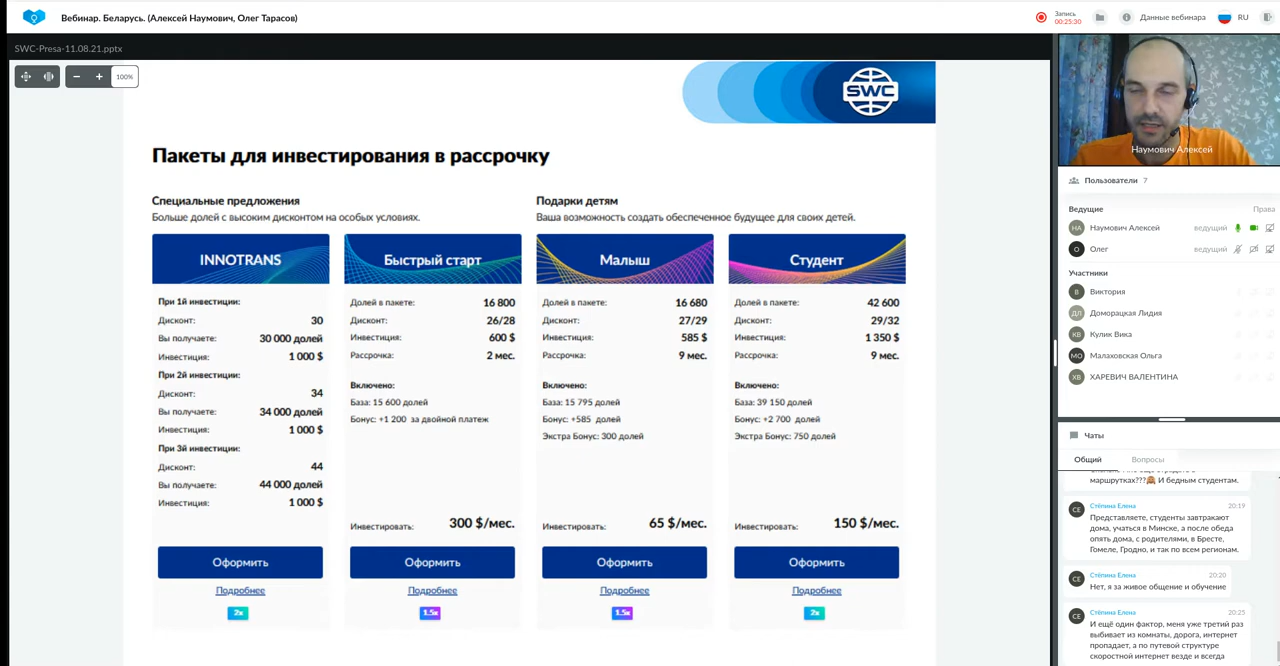 Вебинар. Беларусь. (Алексей Наумович, Олег Тарасов)
Запись
00:25:30
Данные вебинара
RU
SWC-Presa-11.08.21.pptx
100%
SWC
Пакеты для инвестирования в рассрочку
Специальные предложения
Больше долей с высоким дисконтом на особых условиях.
Подарки детям
Ваша возможность создать обеспеченное будущее для своих детей.
INNOTRANS
При 1й инвестиции:
Дисконт: 30
Вы получаете: 30 000 долей
Инвестиция: 1 000 $
При 2й инвестиции:
Дисконт: 34
Вы получаете: 34 000 долей
Инвестиция: 1 000 $
При 3й инвестиции:
Дисконт: 44
Вы получаете: 44 000 долей
Инвестиция: 1 000 $
Оформить
Подробнее
2x
Быстрый старт
Долей в пакете: 16 800
Дисконт: 26/28
Инвестиция: 600 $
Рассрочка: 2 мес.
Включено:
База: 15 600 долей
Бонус: +1 200 за двойной платеж
Инвестировать: 300 $/мес.
Оформить
Подробнее
1.5x
Малыш
Долей в пакете: 16 680
Дисконт: 27/29
Инвестиция: 585 $
Рассрочка: 9 мес.
Включено:
База: 15 795 долей
Бонус: +585 долей
Экстра Бонус: 300 долей
Инвестировать: 65 $/мес.
Оформить
Подробнее
1.5x
Студент
Долей в пакете: 42 600
Дисконт: 29/32
Инвестиция: 1 350 $
Рассрочка: 9 мес.
Включено:
База: 39 150 долей
Бонус: +2 700 долей
Экстра Бонус: 750 долей
Инвестировать: 150 $/мес.
Оформить
Подробнее
2x
Наумович Алексей
Пользователи 7
Ведущие Права
НА Наумович Алексей ведущий
О Олег ведущий
Участники
В Виктория
ДЛ Доморацкая Лидия
КВ Кулик Вика
МО Малаховская Ольга
ХВ ХАРЕВИЧ ВАЛЕНТИНА
Чаты
Общий Вопросы
маршрутках???🙈 И бедным студентам.
СЕ Стёпина Елена 20:19
Представляете, студенты завтракают
дома, учаться в Минске, а после обеда
опять дома, с родителями, в Бресте,
Гомеле, Гродно, и так по всем регионам.
СЕ Стёпина Елена 20:20
Нет, я за живое общение и обучение
СЕ Стёпина Елена 20:25
И ещё один фактор, меня уже третий раз
выбивает из комнаты, дорога, интернет
пропадает, а по путевой структуре
скоростной интернет везде и всегда